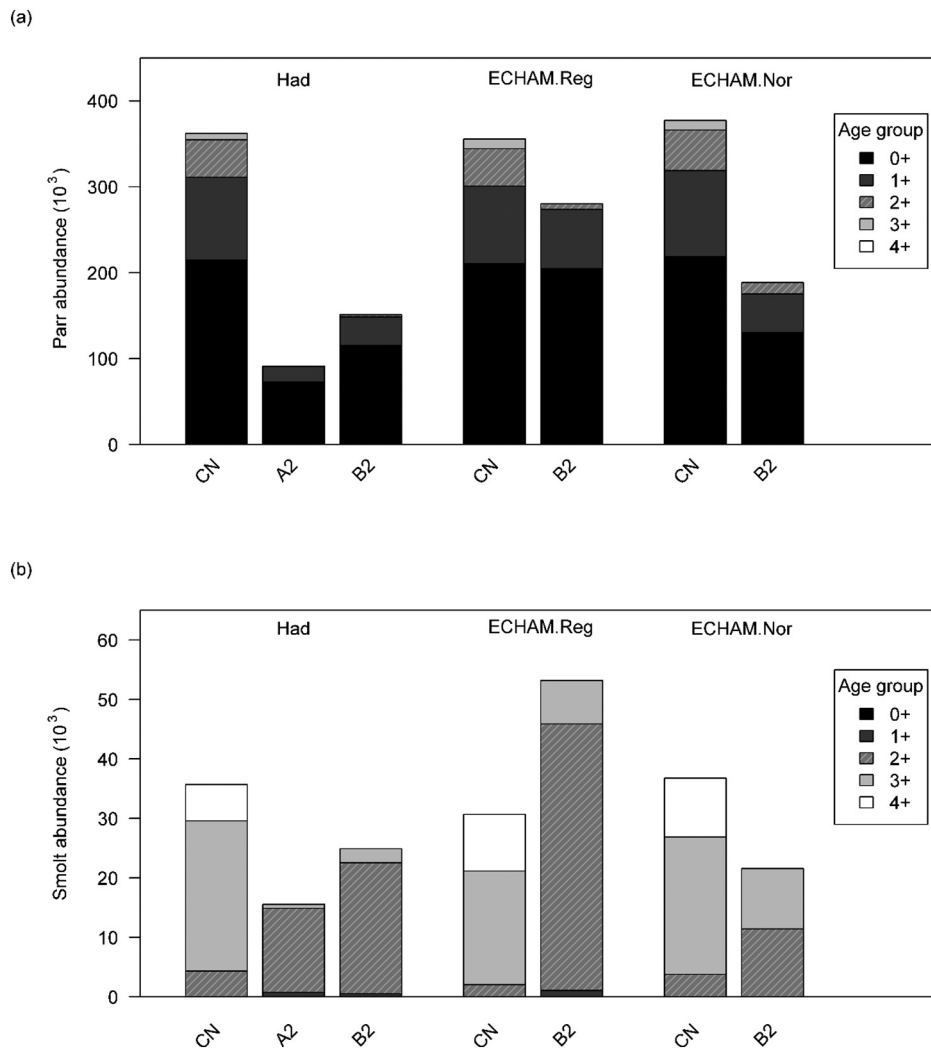 (a)
Had ECHAM.Reg ECHAM.Nor
Parr abundance (10³)
400
300
200
100
0
CN A2 B2 CN B2 CN B2
Age group
0+
1+
2+
3+
4+
(b)
Had ECHAM.Reg ECHAM.Nor
Smolt abundance (10³)
60
50
40
30
20
10
0
CN A2 B2 CN B2 CN B2
Age group
0+
1+
2+
3+
4+